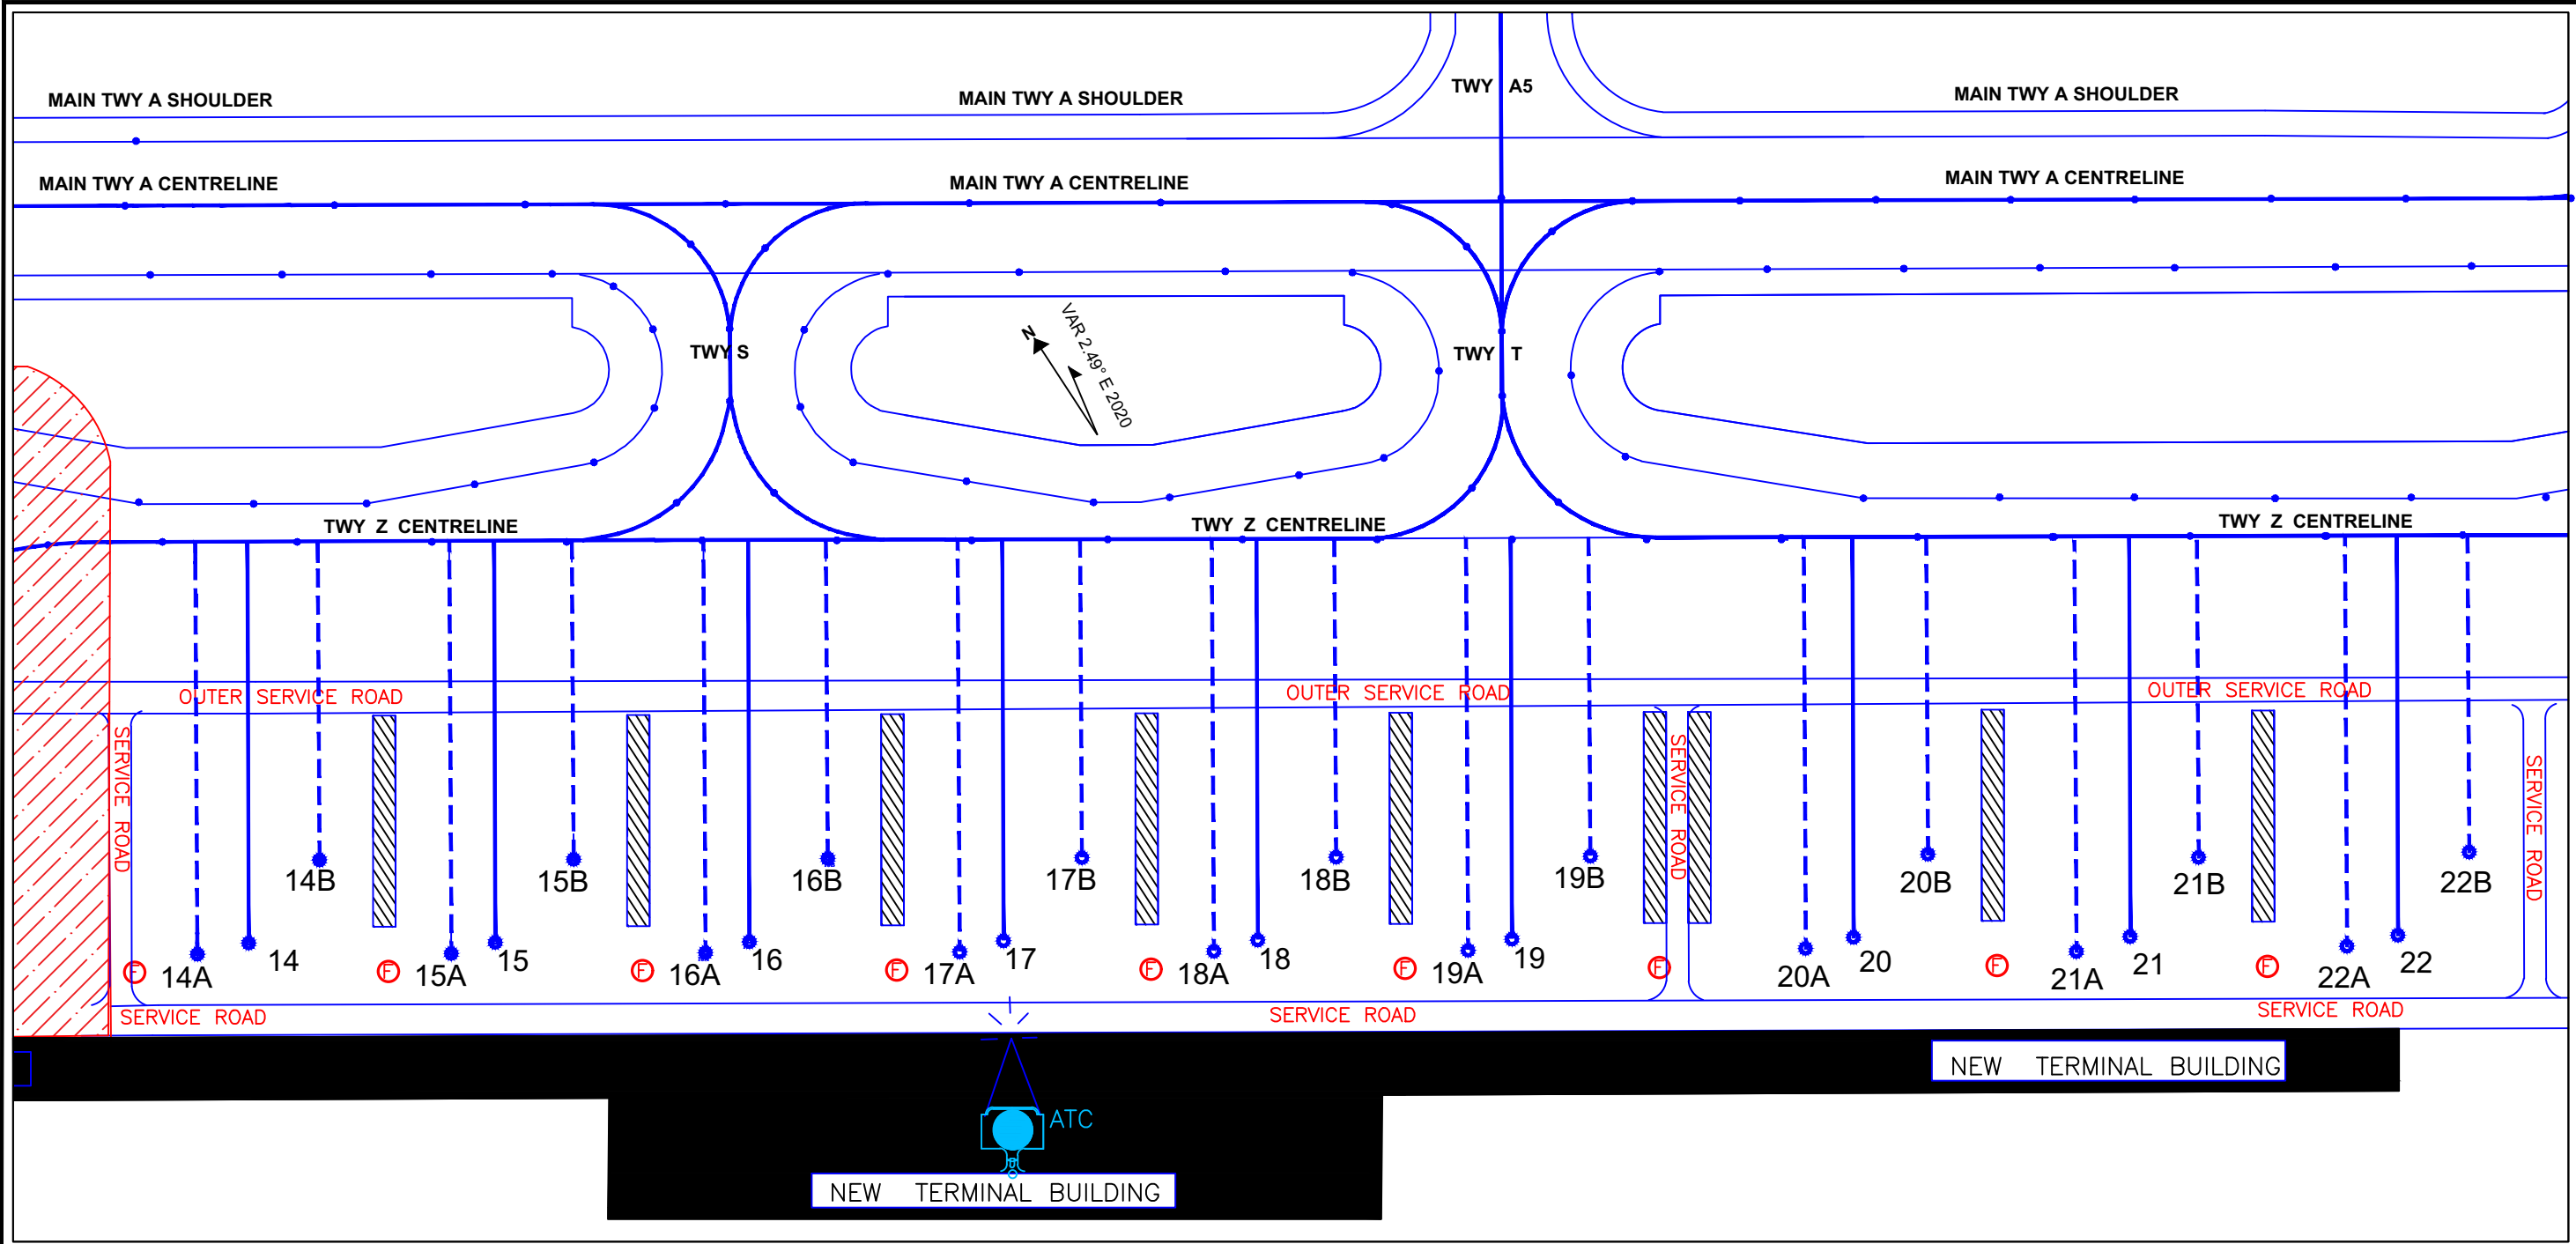 TWY A5
MAIN TWY A SHOULDER
MAIN TWY A SHOULDER
MAIN TWY A SHOULDER
MAIN TWY A CENTRELINE
MAIN TWY A CENTRELINE
MAIN TWY A CENTRELINE
TWY S
N
VAR 2.49° E 2020
TWY T
TWY Z CENTRELINE
TWY Z CENTRELINE
TWY Z CENTRELINE
OUTER SERVICE ROAD
OUTER SERVICE ROAD
OUTER SERVICE ROAD
SERVICE ROAD
SERVICE ROAD
SERVICE ROAD
14B
15B
16B
17B
18B
19B
20B
21B
22B
F
14A
14
F
15A
15
F
16A
16
F
17A
17
F
18A
18
F
19A
19
F
20A
20
F
21A
21
F
22A
22
SERVICE ROAD
SERVICE ROAD
SERVICE ROAD
NEW TERMINAL BUILDING
ATC
NEW TERMINAL BUILDING